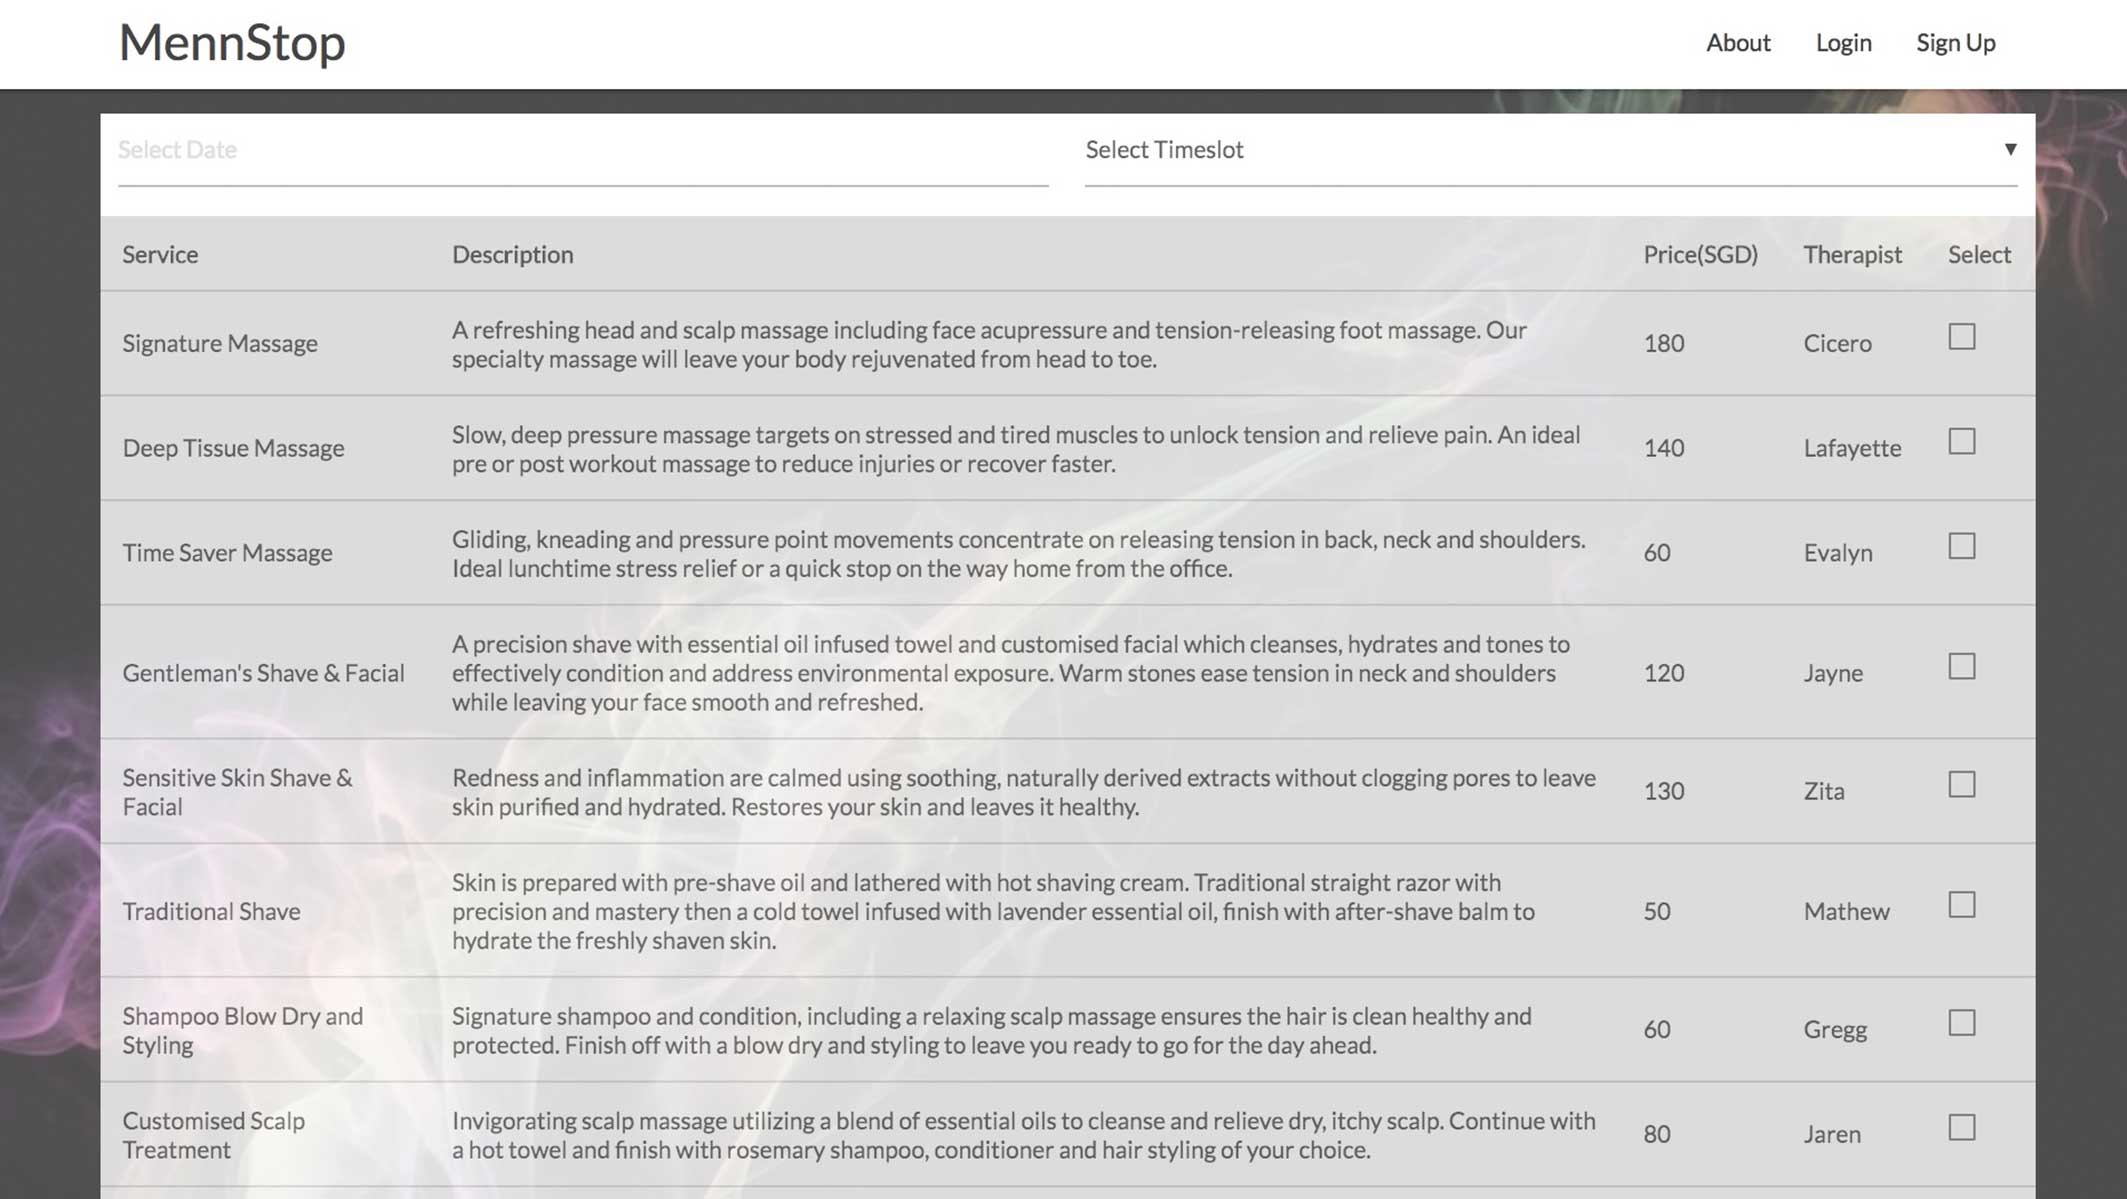 MennStop
About Login Sign Up
Select Date
Select Timeslot ▼
Service Description Price(SGD) Therapist Select
Signature Massage
A refreshing head and scalp massage including face acupressure and tension-releasing foot massage. Our
specialty massage will leave your body rejuvenated from head to toe.
180
Cicero
Deep Tissue Massage
Slow, deep pressure massage targets on stressed and tired muscles to unlock tension and relieve pain. An ideal
pre or post workout massage to reduce injuries or recover faster.
140
Lafayette
Time Saver Massage
Gliding, kneading and pressure point movements concentrate on releasing tension in back, neck and shoulders.
Ideal lunchtime stress relief or a quick stop on the way home from the office.
60
Evalyn
Gentleman's Shave & Facial
A precision shave with essential oil infused towel and customised facial which cleanses, hydrates and tones to
effectively condition and address environmental exposure. Warm stones ease tension in neck and shoulders
while leaving your face smooth and refreshed.
120
Jayne
Sensitive Skin Shave &
Facial
Redness and inflammation are calmed using soothing, naturally derived extracts without clogging pores to leave
skin purified and hydrated. Restores your skin and leaves it healthy.
130
Zita
Traditional Shave
Skin is prepared with pre-shave oil and lathered with hot shaving cream. Traditional straight razor with
precision and mastery then a cold towel infused with lavender essential oil, finish with after-shave balm to
hydrate the freshly shaven skin.
50
Mathew
Shampoo Blow Dry and
Styling
Signature shampoo and condition, including a relaxing scalp massage ensures the hair is clean healthy and
protected. Finish off with a blow dry and styling to leave you ready to go for the day ahead.
60
Gregg
Customised Scalp
Treatment
Invigorating scalp massage utilizing a blend of essential oils to cleanse and relieve dry, itchy scalp. Continue with
a hot towel and finish with rosemary shampoo, conditioner and hair styling of your choice.
80
Jaren